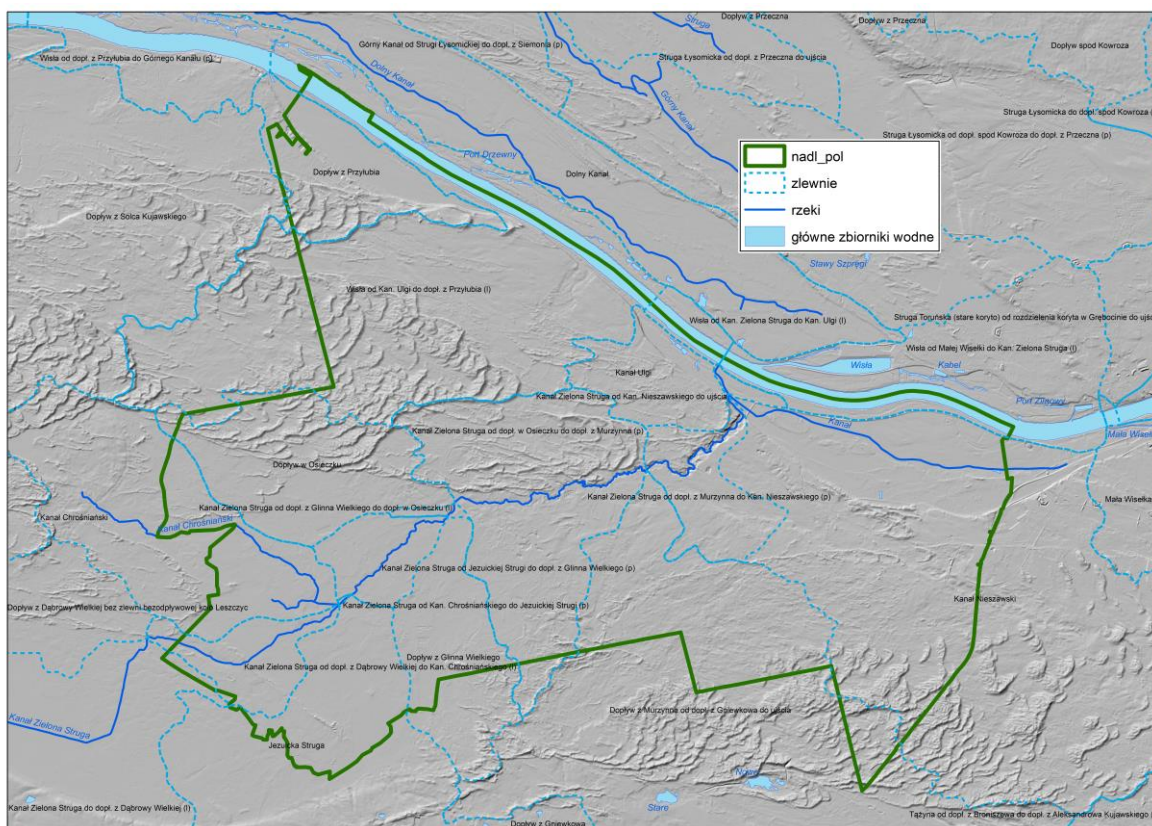 Dopływ z Przeczna
Dopływ z Przeczna
Struga
Górny Kanał od Strugi Łysomickiej do dopł. z Siemonia (p)
Dopływ spod Kowroza
Wisła od dopł. z Przyłubia do Górnego Kanału (p)
Struga Łysomicka od dopł. z Przeczna do ujścia
Dolny Kanał
Górny Kanał
Struga Łysomicka do dopł. spod Kowroza (
Struga Łysomicka od dopł. spod Kowroza do dopł. z Przeczna (p)
nadl_pol
zlewnie
rzeki
główne zbiorniki wodne
Port Drzewny
Dopływ z Przyłubia
Dolny Kanał
Dopływ z Solca Kujawskiego
Stawy Szpręgi
Wisła od Kan. Ulgi do dopł. z Przyłubia (l)
Wisła od Kan. Zielona Struga do Kan. Ulgi (l)
Struga Toruńska (stare koryto) od rozdzielenia koryta w Grębocinie do ujśc
Wisła od Małej Wisełki do Kan. Zielona Struga (l)
Kanał Ulgi
Wisła
Kabel
Kanał Zielona Struga od Kan. Nieszawskiego do ujścia
Port Zimowy
Kanał
Kanał Zielona Struga od dopł. w Osieczku do dopł. z Murzynna (p)
Mała Wisełk
Dopływ w Osieczku
Kanał Zielona Struga od dopł. z Murzynna do Kan. Nieszawskiego (p)
Mała Wisełka
Kanał Zielona Struga od dopł. z Glinna Wielkiego do dopł. w Osieczku (l)
Kanał Chrośniański
Kanał Chrośniański
Kanał Zielona Struga od Jezuickiej Strugi do dopł. z Glinna Wielkiego (p)
Kanał Nieszawski
Dopływ z Dąbrowy Wielkiej bez zlewni bezodpływowej koło Leszczyc
Kanał Zielona Struga od Kan. Chrośniańskiego do Jezuickiej Strugi (p)
Dopływ z Glinna Wielkiego
Kanał Zielona Struga od dopł. z Dąbrowy Wielkiej do Kan. Chrośniańskiego (l)
Dopływ z Murzynna od dopł. z Gniewkowa do ujścia
Kanał Zielona Struga
Jezuicka Struga
Nowe
Stare
Kanał Zielona Struga do dopł. z Dąbrowy Wielkiej (l)
Dopływ z Gniewkowa
Tążyna od dopł. z Broniszewa do dopł. z Aleksandrowa Kujawskiego (